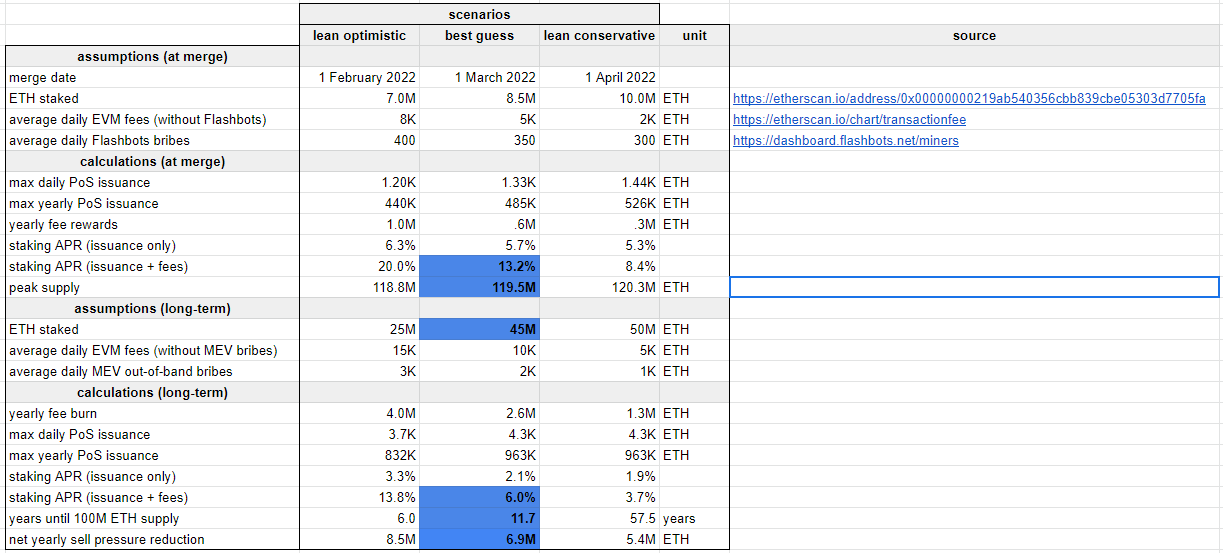 scenarios
lean optimistic best guess lean conservative unit source
assumptions (at merge)
merge date 1 February 2022 1 March 2022 1 April 2022
ETH staked 7.0M 8.5M 10.0M ETH https://etherscan.io/address/0x00000000219ab540356cbb839cbe05303d7705fa
average daily EVM fees (without Flashbots) 8K 5K 2K ETH https://etherscan.io/chart/transactionfee
average daily Flashbots bribes 400 350 300 ETH https://dashboard.flashbots.net/miners
calculations (at merge)
max daily PoS issuance 1.20K 1.33K 1.44K ETH
max yearly PoS issuance 440K 485K 526K ETH
yearly fee rewards 1.0M .6M .3M ETH
staking APR (issuance only) 6.3% 5.7% 5.3%
staking APR (issuance + fees) 20.0% 13.2% 8.4%
peak supply 118.8M 119.5M 120.3M ETH
assumptions (long-term)
ETH staked 25M 45M 50M ETH
average daily EVM fees (without MEV bribes) 15K 10K 5K ETH
average daily MEV out-of-band bribes 3K 2K 1K ETH
calculations (long-term)
yearly fee burn 4.0M 2.6M 1.3M ETH
max daily PoS issuance 3.7K 4.3K 4.3K ETH
max yearly PoS issuance 832K 963K 963K ETH
staking APR (issuance only) 3.3% 2.1% 1.9%
staking APR (issuance + fees) 13.8% 6.0% 3.7%
years until 100M ETH supply 6.0 11.7 57.5 years
net yearly sell pressure reduction 8.5M 6.9M 5.4M ETH